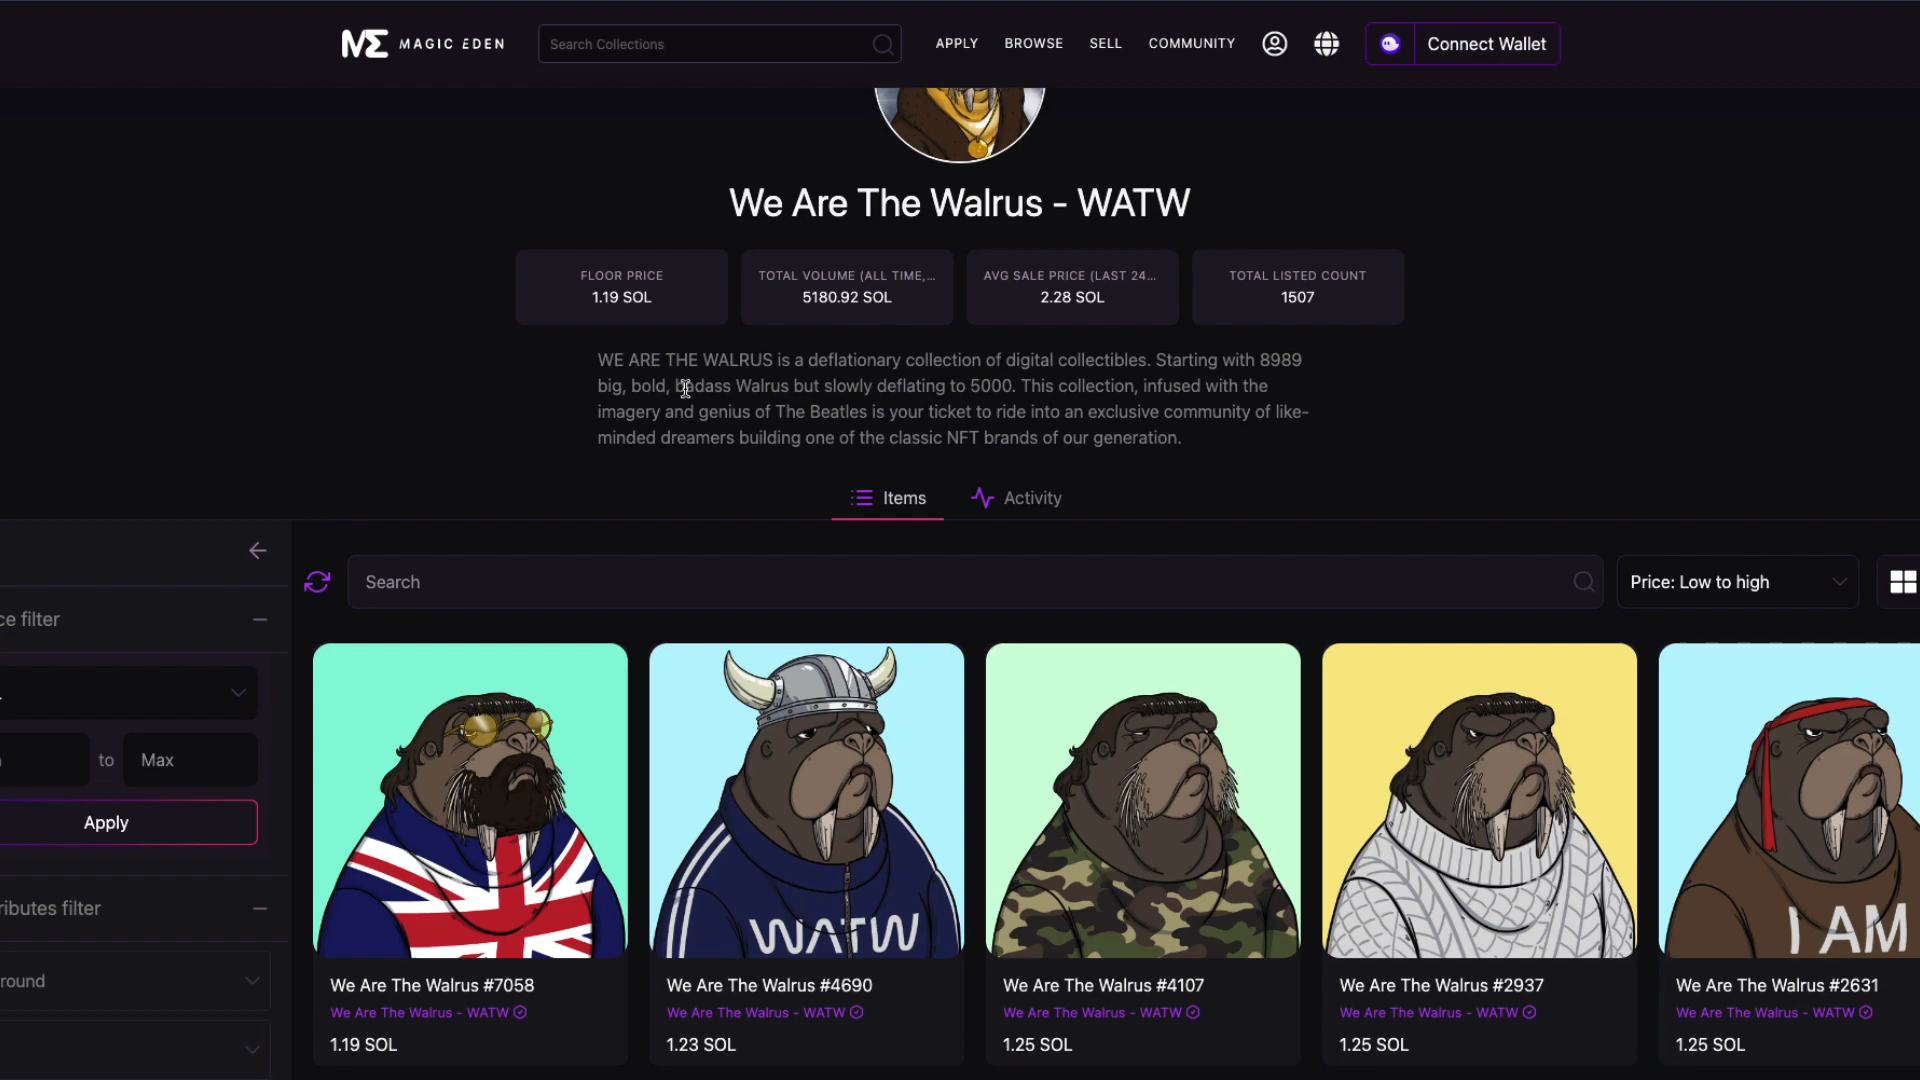 MAGIC EDEN
Search Collections
APPLY
BROWSE
SELL
COMMUNITY
Connect Wallet
We Are The Walrus - WATW
FLOOR PRICE
1.19 SOL
TOTAL VOLUME (ALL TIME,...
5180.92 SOL
AVG SALE PRICE (LAST 24...
2.28 SOL
TOTAL LISTED COUNT
1507
WE ARE THE WALRUS is a deflationary collection of digital collectibles. Starting with 8989
big, bold, badass Walrus but slowly deflating to 5000. This collection, infused with the
imagery and genius of The Beatles is your ticket to ride into an exclusive community of like-
minded dreamers building one of the classic NFT brands of our generation.
Items
Activity
Search
Price: Low to high
ce filter
to
Max
Apply
ributes filter
round
WATW
I AM
We Are The Walrus #7058
We Are The Walrus - WATW
1.19 SOL
We Are The Walrus #4690
We Are The Walrus - WATW
1.23 SOL
We Are The Walrus #4107
We Are The Walrus - WATW
1.25 SOL
We Are The Walrus #2937
We Are The Walrus - WATW
1.25 SOL
We Are The Walrus #2631
We Are The Walrus - WATW
1.25 SOL